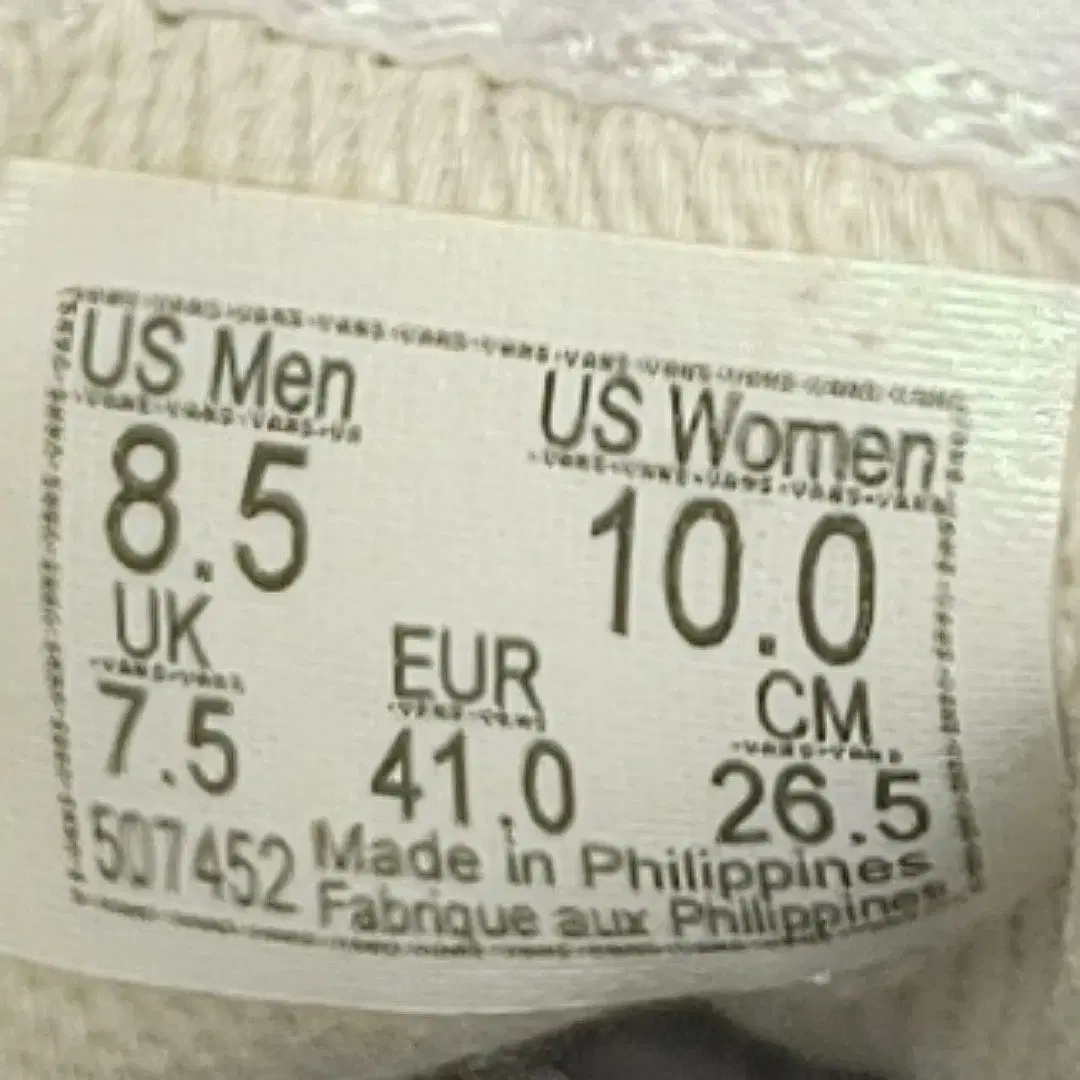 US Men US Women
8.5 10.0
UK EUR CM
7.5 41.0 26.5
507452 Made in Philippines
Fabrique aux Philippines